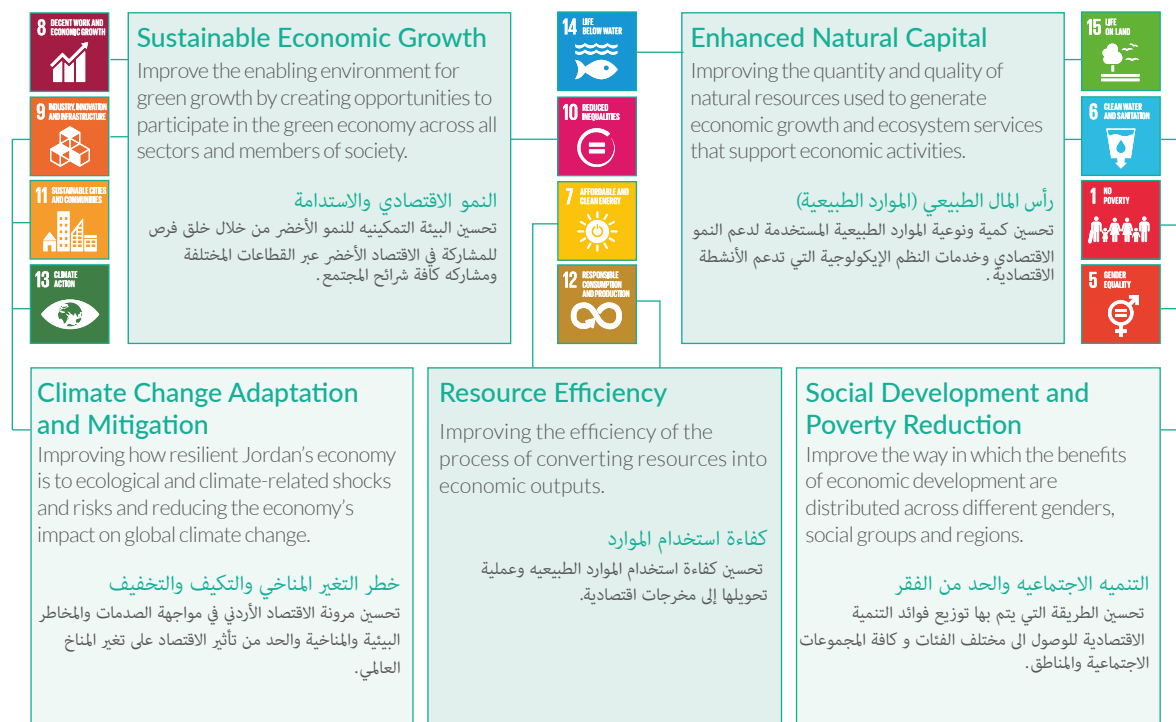 8 DECENT WORK AND
ECONOMIC GROWTH
9 INDUSTRY, INNOVATION
AND INFRASTRUCTURE
11 SUSTAINABLE CITIES
AND COMMUNITIES
13 CLIMATE
ACTION
Sustainable Economic Growth
Improve the enabling environment for
green growth by creating opportunities to
participate in the green economy across all
sectors and members of society.
النمو الاقتصادي والاستدامة
تحسين البيئة التمكينيه للنمو الأخضر من خلال خلق فرص
للمشاركة في الاقتصاد الأخضر عبر القطاعات المختلفة
ومشاركه كافة شرائح المجتمع.
14 LIFE
BELOW WATER
10 REDUCED
INEQUALITIES
7 AFFORDABLE AND
CLEAN ENERGY
12 RESPONSIBLE
CONSUMPTION
AND PRODUCTION
Enhanced Natural Capital
Improving the quantity and quality of
natural resources used to generate
economic growth and ecosystem services
that support economic activities.
رأس المال الطبيعي (الموارد الطبيعية)
تحسين كمية ونوعية الموارد الطبيعية المستخدمة لدعم النمو
الاقتصادي وخدمات النظم الإيكولوجية التي تدعم الأنشطة
الاقتصادية.
15 LIFE
ON LAND
6 CLEAN WATER
AND SANITATION
1 NO
POVERTY
5 GENDER
EQUALITY
Climate Change Adaptation
and Mitigation
Improving how resilient Jordan's economy
is to ecological and climate-related shocks
and risks and reducing the economy's
impact on global climate change.
خطر التغير المناخي والتكيف والتخفيف
تحسين مرونة الاقتصاد الأردني في مواجهة الصدمات والمخاطر
البيئية والمناخية والحد من تأثير الاقتصاد على تغير المناخ
العالمي.
Resource Efficiency
Improving the efficiency of the
process of converting resources into
economic outputs.
كفاءة استخدام الموارد
تحسين كفاءة استخدام الموارد الطبيعيه وعملية
تحويلها إلى مخرجات اقتصادية.
Social Development and
Poverty Reduction
Improve the way in which the benefits
of economic development are
distributed across different genders,
social groups and regions.
التنميه الاجتماعيه والحد من الفقر
تحسين الطريقة التي يتم بها توزيع فوائد التنمية
الاقتصادية للوصول الى مختلف الفئات و كافة المجموعات
الاجتماعية والمناطق.